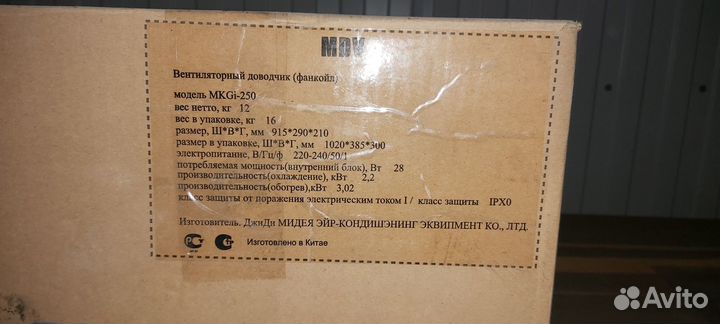 MDV
Вентиляторный доводчик (фанкойл)
модель MKGi-250
вес нетто, кг 12
вес в упаковке, кг 16
размер, Ш*В*Г, мм 915*290*210
размер в упаковке, Ш*В*Г, мм 1020*385*300
электропитание, В/Гц/ф 220-240/50/1
потребляемая мощность(внутренний блок), Вт 28
производительность(охлаждение), кВт 2,2
производительность(обогрев),кВт 3,02
класс защиты от поражения электрическим током I / класс защиты IPX0
Изготовитель. ДжиДи МИДЕЯ ЭЙР-КОНДИШЭНИНГ ЭКВИПМЕНТ КО., ЛТД.
Изготовлено в Китае
Avito